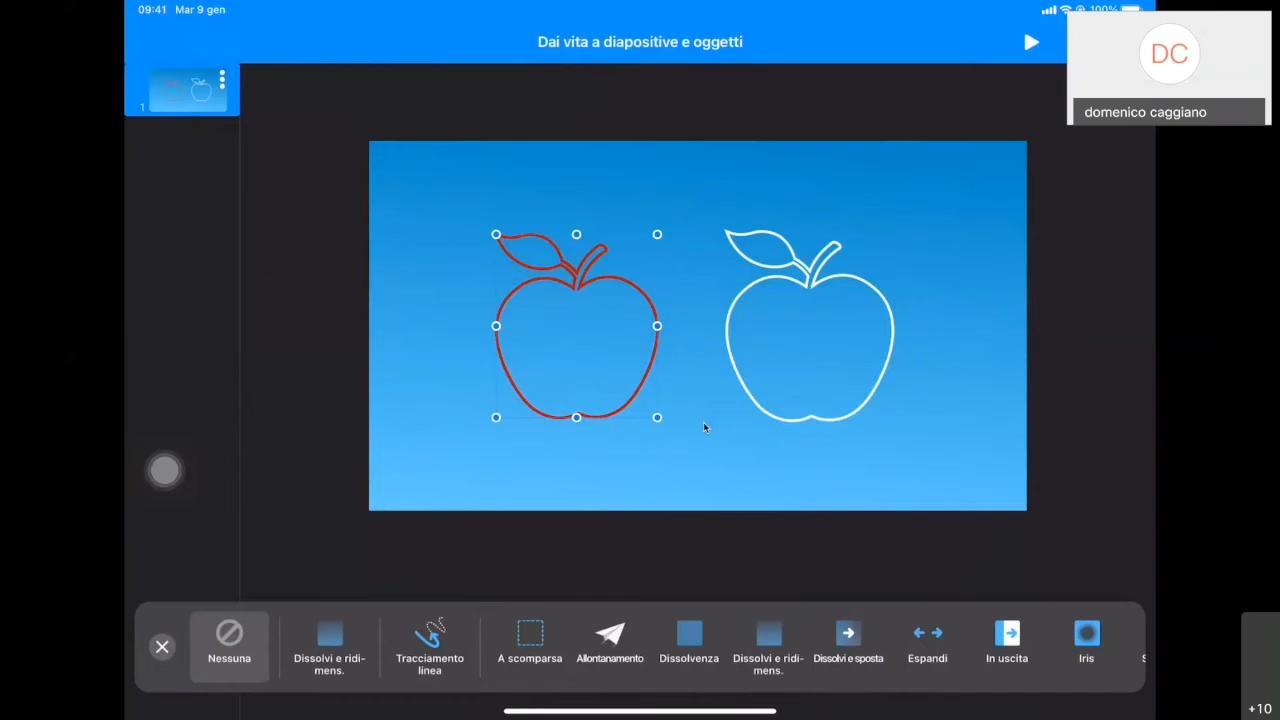 09:41 Mar 9 gen
100%
Dai vita a diapositive e oggetti
DC
domenico caggiano
1
Nessuna
Dissolvi e ridi-
mens.
Tracciamento
linea
A scomparsa
Allontanamento
Dissolvenza
Dissolvi e ridi-
mens.
Dissolvi e sposta
Espandi
In uscita
Iris
+10